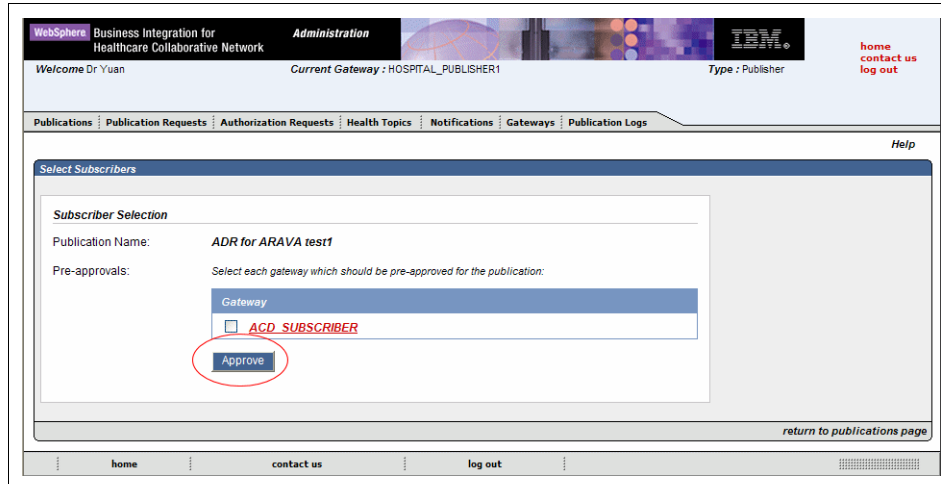 WebSphere Business Integration for Administration IBM
Healthcare Collaborative Network
home
contact us
log out
Welcome Dr Yuan Current Gateway : HOSPITAL_PUBLISHER1 Type : Publisher
Publications Publication Requests Authorization Requests Health Topics Notifications Gateways Publication Logs
Help
Select Subscribers
Subscriber Selection
Publication Name: ADR for ARAVA test1
Pre-approvals: Select each gateway which should be pre-approved for the publication:
Gateway
ACD_SUBSCRIBER
Approve
return to publications page
home contact us log out